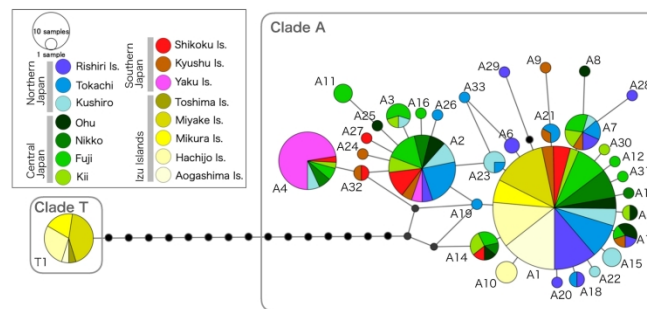 10 samples
1 sample
Northern Japan
Rishiri Is.
Tokachi
Kushiro
Central Japan
Ohu
Nikko
Fuji
Kii
Southern Japan
Shikoku Is.
Kyushu Is.
Yaku Is.
Izu Islands
Toshima Is.
Miyake Is.
Mikura Is.
Hachijo Is.
Aogashima Is.
Clade T
T1
Clade A
A11
A3
A16
A26
A33
A29
A9
A8
A28
A25
A27
A24
A2
A6
A21
A7
A30
A12
A31
A4
A32
A23
A19
A14
A10
A1
A20
A18
A22
A15